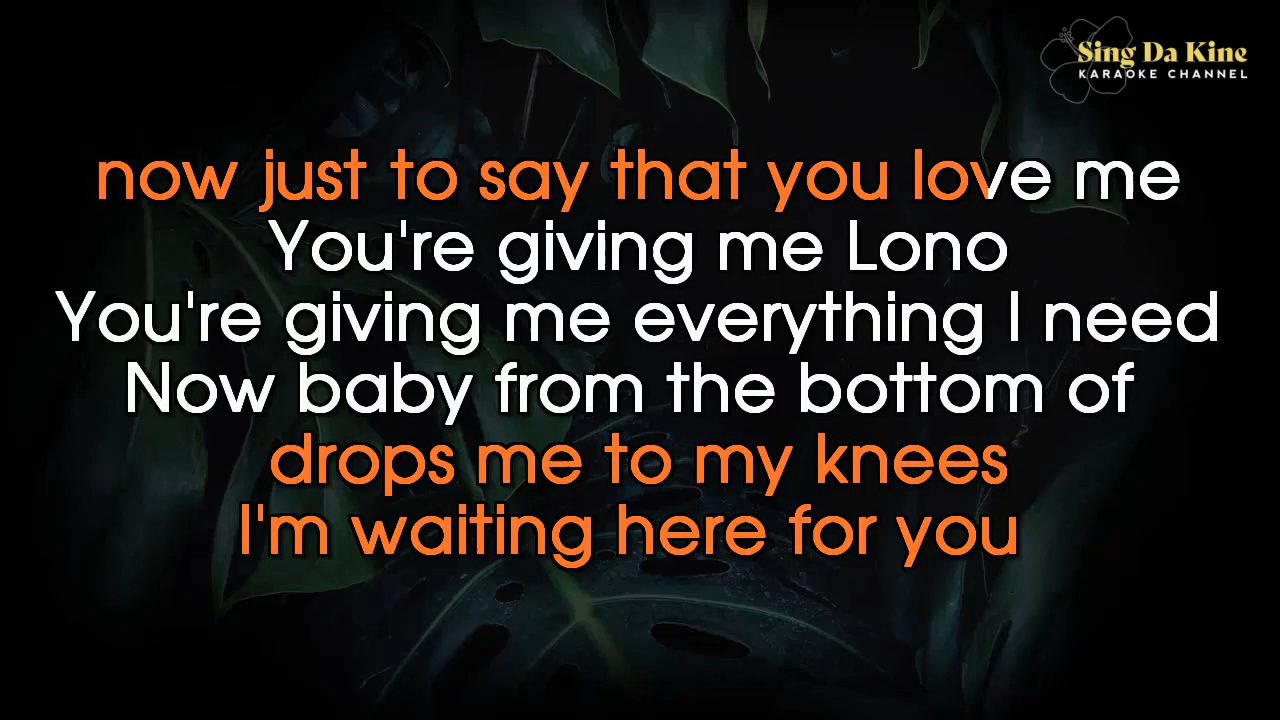 Sing Da Kine
KARAOKE CHANNEL
now just to say that you love me
You're giving me Lono
You're giving me everything I need
Now baby from the bottom of
drops me to my knees
I'm waiting here for you